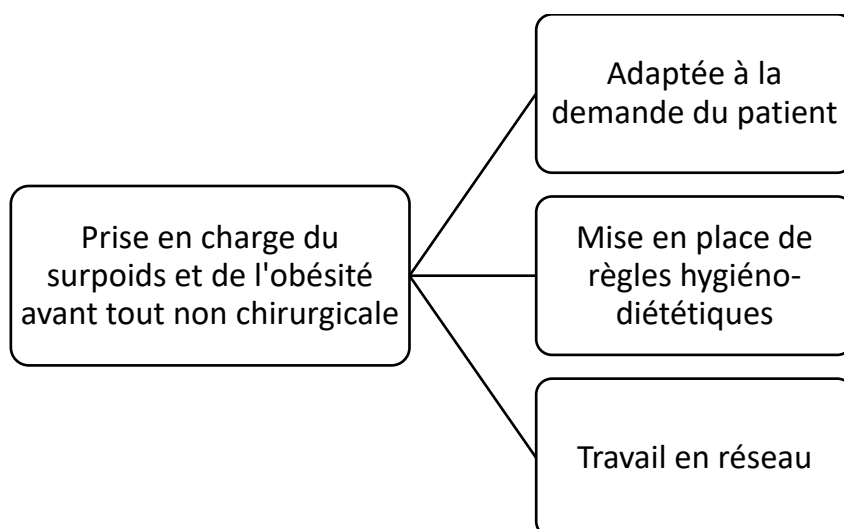 Adaptée à la
demande du patient
Prise en charge du
surpoids et de l'obésité
avant tout non chirurgicale
Mise en place de
règles hygiéno-
diététiques
Travail en réseau